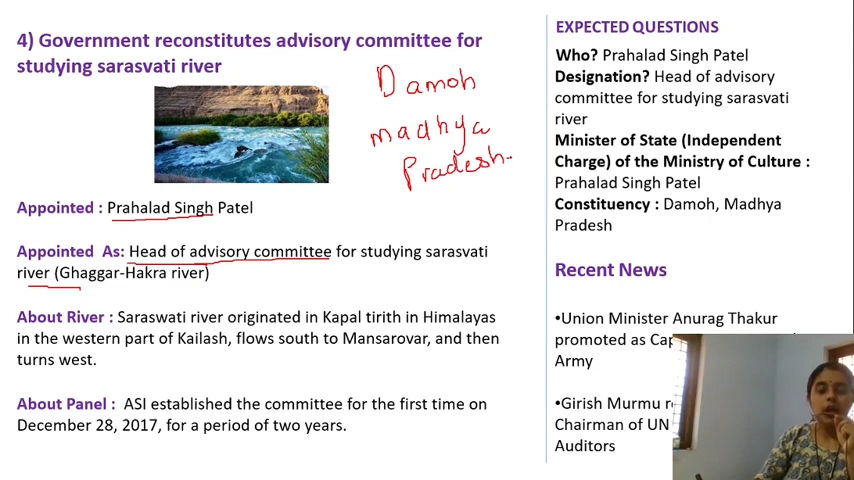 4) Government reconstitutes advisory committee for
studying sarasvati river
Damoh
madhya
Pradesh.
Appointed : Prahalad Singh Patel
Appointed As: Head of advisory committee for studying sarasvati
river (Ghaggar-Hakra river)
About River : Saraswati river originated in Kapal tirith in Himalayas
in the western part of Kailash, flows south to Mansarovar, and then
turns west.
About Panel : ASI established the committee for the first time on
December 28, 2017, for a period of two years.
EXPECTED QUESTIONS
Who? Prahalad Singh Patel
Designation? Head of advisory
committee for studying sarasvati
river
Minister of State (Independent
Charge) of the Ministry of Culture :
Prahalad Singh Patel
Constituency : Damoh, Madhya
Pradesh
Recent News
•Union Minister Anurag Thakur
promoted as
Army
•Girish Murmu
Chairman of UN
Auditors